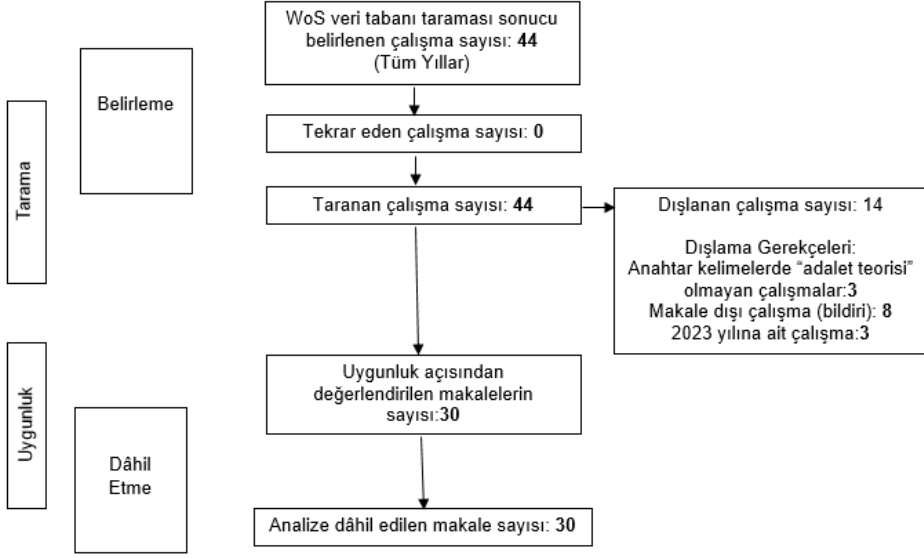 WoS veri tabanı taraması sonucu
belirlenen çalışma sayısı: 44
(Tüm Yıllar)
Belirleme
Tekrar eden çalışma sayısı: 0
Tarama
Taranan çalışma sayısı: 44
Dışlanan çalışma sayısı: 14
Dışlama Gerekçeleri:
Anahtar kelimelerde “adalet teorisi”
olmayan çalışmalar:3
Makale dışı çalışma (bildiri): 8
2023 yılına ait çalışma:3
Uygunluk
Uygunluk açısından
değerlendirilen makalelerin
sayısı:30
Dâhil
Etme
Analize dâhil edilen makale sayısı: 30